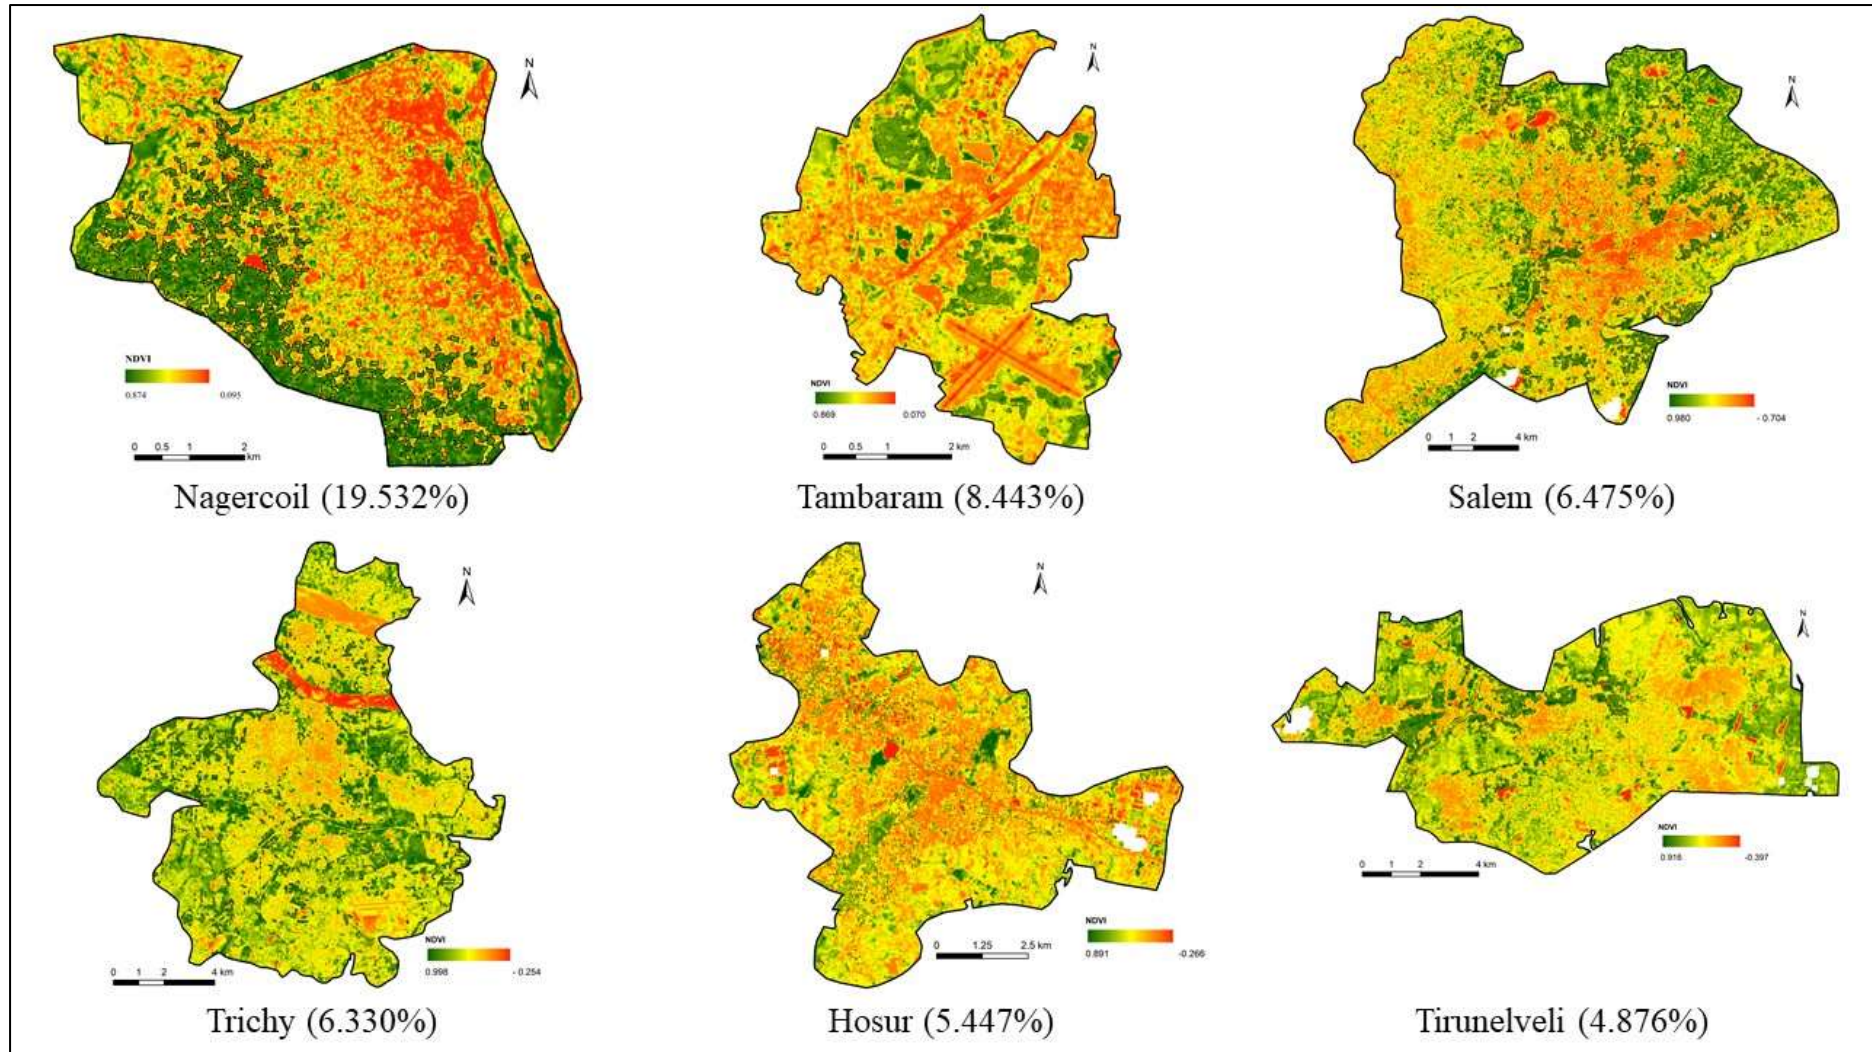 N
NDVI
0.674 0.095
0 0.5 1 2
km
Nagercoil (19.532%)
N
NDVI
0.869 0.070
0 0.5 1 2 km
Tambaram (8.443%)
N
NDVI
0.980 - 0.704
0 1 2 4 km
Salem (6.475%)
N
NDVI
0.998 - 0.254
0 1 2 4 km
Trichy (6.330%)
N
NDVI
0.891 -0.266
0 1.25 2.5 km
Hosur (5.447%)
N
NDVI
0.916 -0.397
0 1 2 4 km
Tirunelveli (4.876%)